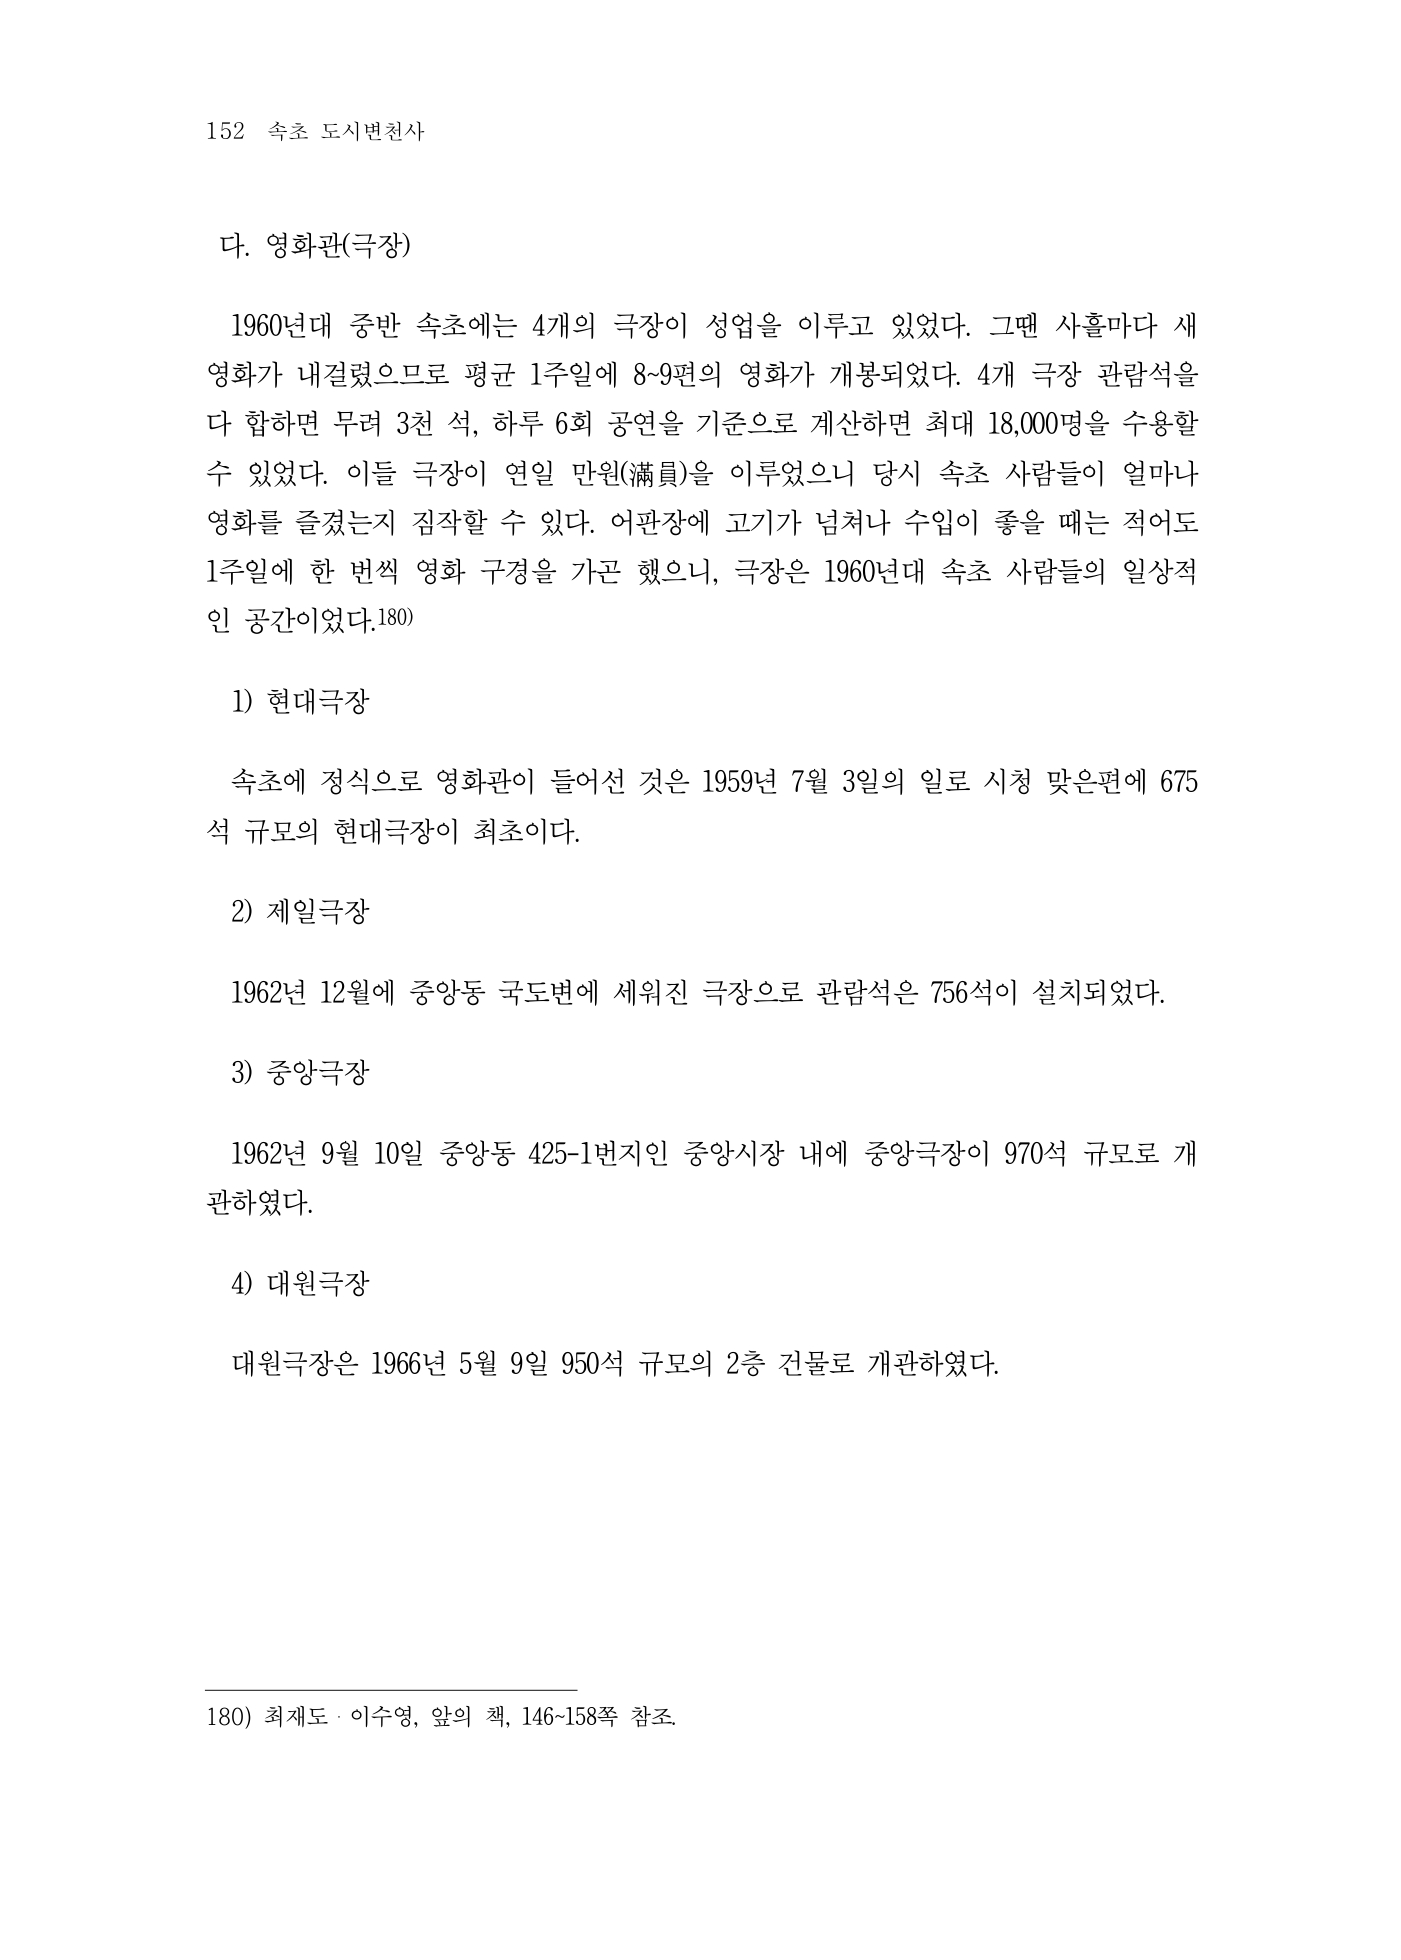 152 속초 도시변천사
다. 영화관(극장)
1960년대 중반 속초에는 4개의 극장이 성업을 이루고 있었다. 그땐 사흘마다 새
영화가 내걸렸으므로 평균 1주일에 8~9편의 영화가 개봉되었다. 4개 극장 관람석을
다 합하면 무려 3천 석, 하루 6회 공연을 기준으로 계산하면 최대 18,000명을 수용할
수 있었다. 이들 극장이 연일 만원(滿員)을 이루었으니 당시 속초 사람들이 얼마나
영화를 즐겼는지 짐작할 수 있다. 어판장에 고기가 넘쳐나 수입이 좋을 때는 적어도
1주일에 한 번씩 영화 구경을 가곤 했으니, 극장은 1960년대 속초 사람들의 일상적
인 공간이었다.180)
1) 현대극장
속초에 정식으로 영화관이 들어선 것은 1959년 7월 3일의 일로 시청 맞은편에 675
석 규모의 현대극장이 최초이다.
2) 제일극장
1962년 12월에 중앙동 국도변에 세워진 극장으로 관람석은 756석이 설치되었다.
3) 중앙극장
1962년 9월 10일 중앙동 425-1번지인 중앙시장 내에 중앙극장이 970석 규모로 개
관하였다.
4) 대원극장
대원극장은 1966년 5월 9일 950석 규모의 2층 건물로 개관하였다.
180) 최재도·이수영, 앞의 책, 146~158쪽 참조.